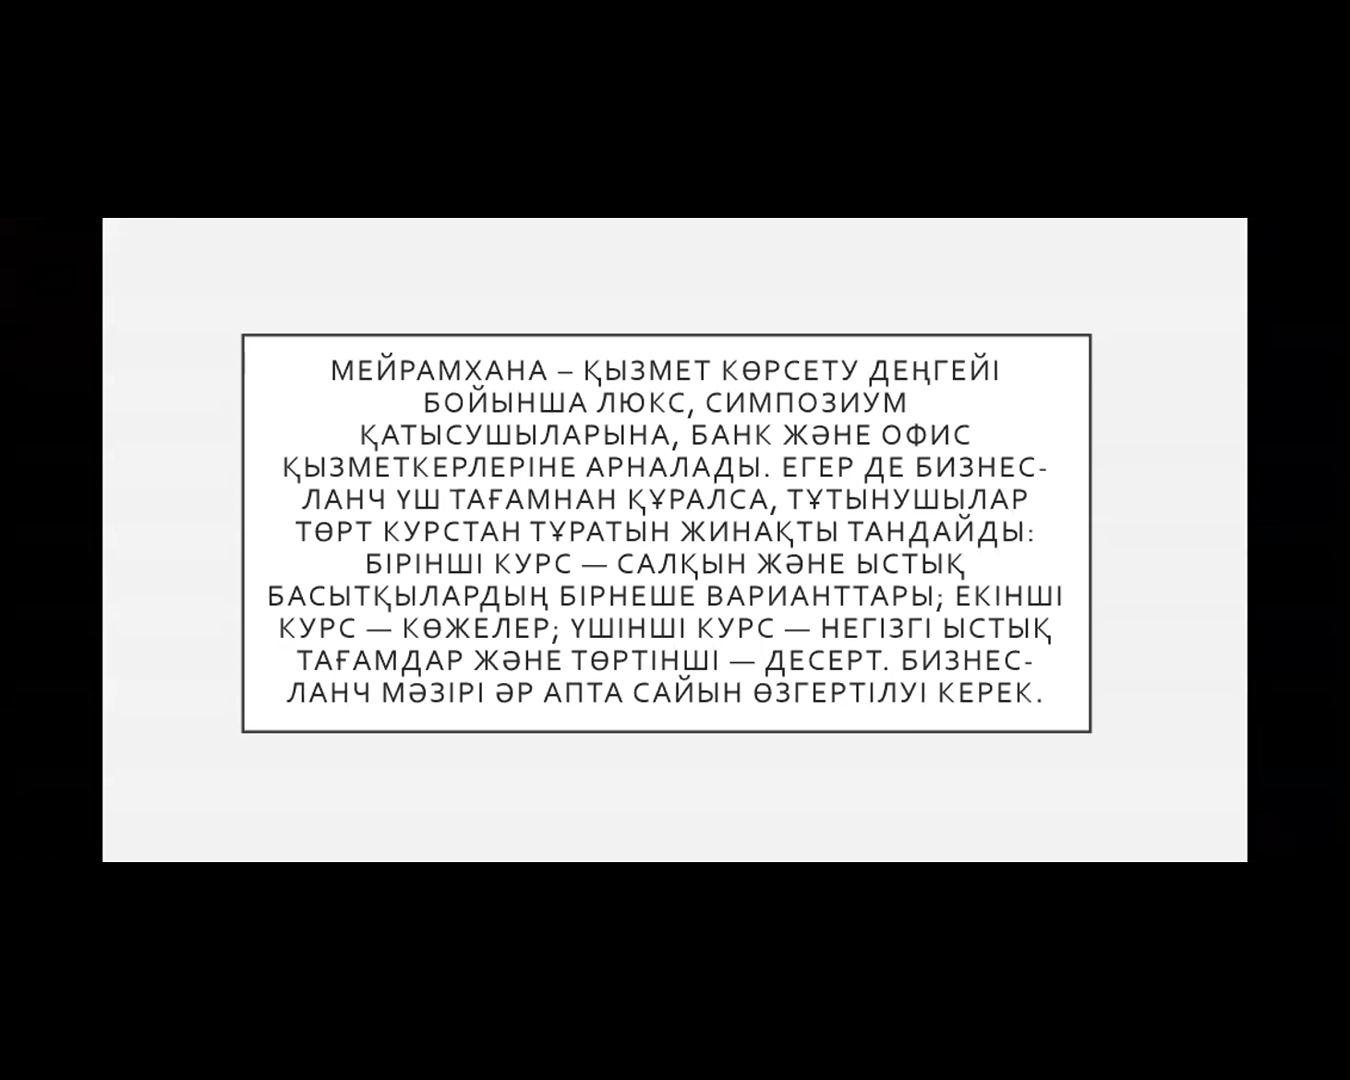 МЕЙРАМХАНА – ҚЫЗМЕТ КӨРСЕТУ ДЕҢГЕЙІ
БОЙЫНША ЛЮКС, СИМПОЗИУМ
ҚАТЫСУШЫЛАРЫНА, БАНК ЖӘНЕ ОФИС
ҚЫЗМЕТКЕРЛЕРІНЕ АРНАЛАДЫ. ЕГЕР ДЕ БИЗНЕС-
ЛАНЧ ҮШ ТАҒАМНАН ҚҰРАЛСА, ТҰТЫНУШЫЛАР
ТӨРТ КУРСТАН ТҰРАТЫН ЖИНАҚТЫ ТАНДАЙДЫ:
БІРІНШІ КУРС — САЛҚЫН ЖӘНЕ ЫСТЫҚ
БАСЫТҚЫЛАРДЫҢ БІРНЕШЕ ВАРИАНТТАРЫ; ЕКІНШІ
КУРС — КӨЖЕЛЕР; ҮШІНШІ КУРС — НЕГІЗГІ ЫСТЫҚ
ТАҒАМДАР ЖӘНЕ ТӨРТІНШІ — ДЕСЕРТ. БИЗНЕС-
ЛАНЧ МӘЗІРІ ӘР АПТА САЙЫН ӨЗГЕРТІЛУІ КЕРЕК.